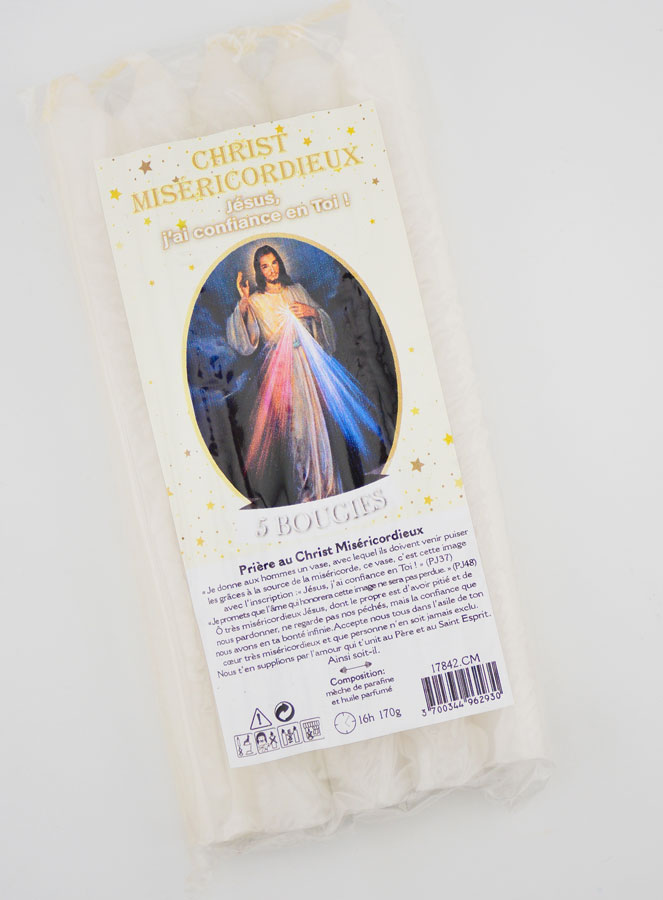 CHRIST
MISÉRICORDIEUX
Jésus,
j'ai confiance en Toi !
5 BOUGIES
Prière au Christ Miséricordieux
«Je donne aux hommes un vase, avec lequel ils doivent venir puiser
les grâces à la source de la miséricorde, ce vase, c'est cette image
avec l'inscription :« Jésus, j'ai confiance en Toi ! » (PJ37)
«Je promets que l'âme qui honorera cette image ne sera pas perdue. » (PJ48)
Ô très miséricordieux Jésus, dont le propre est d'avoir pitié et de
nous pardonner, ne regarde pas nos péchés, mais la confiance que
nous avons en ta bonté infinie. Accepte nous tous dans l'asile de ton
cœur très miséricordieux et que personne n'en soit jamais exclu.
Nous t'en supplions par l'amour qui t'unit au Père et au Saint Esprit.
Ainsi soit-il.
Composition:
mèche de parafine
et huile parfumé
16h 170g
17842.CM
3 700344 962930